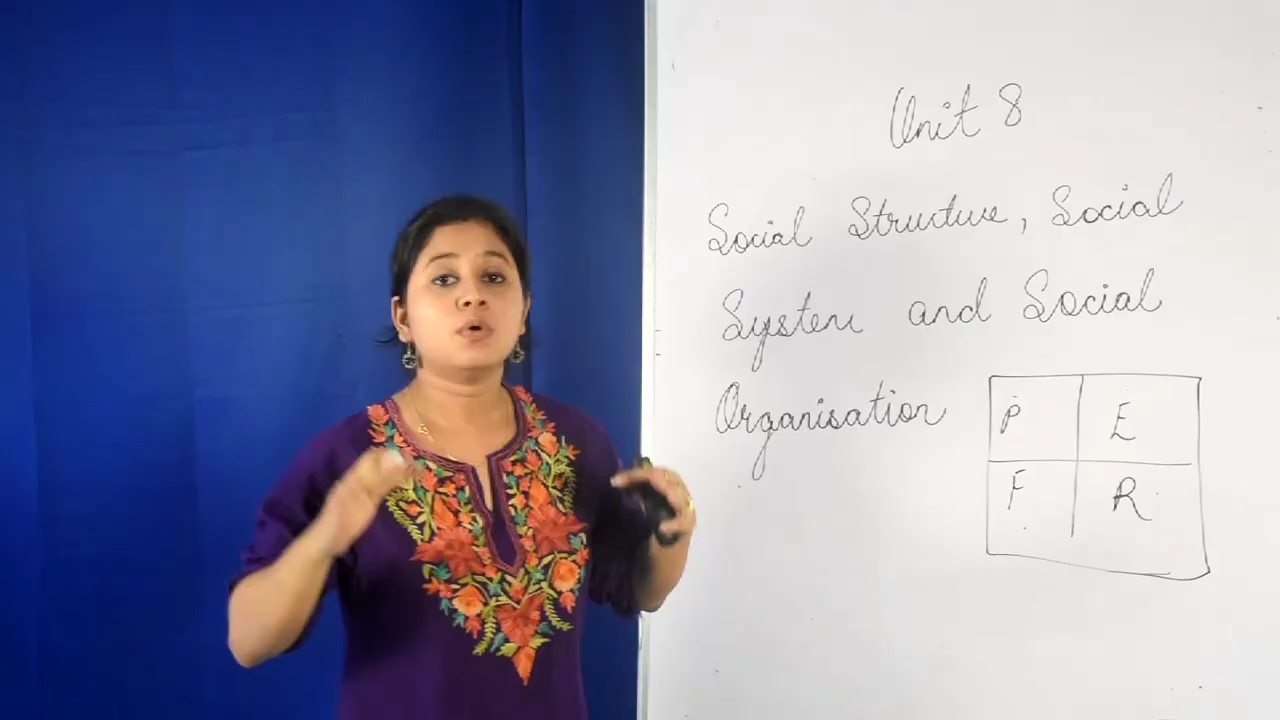 Unit 8
Social Structure, Social
System and Social
Organisation
P E
F R